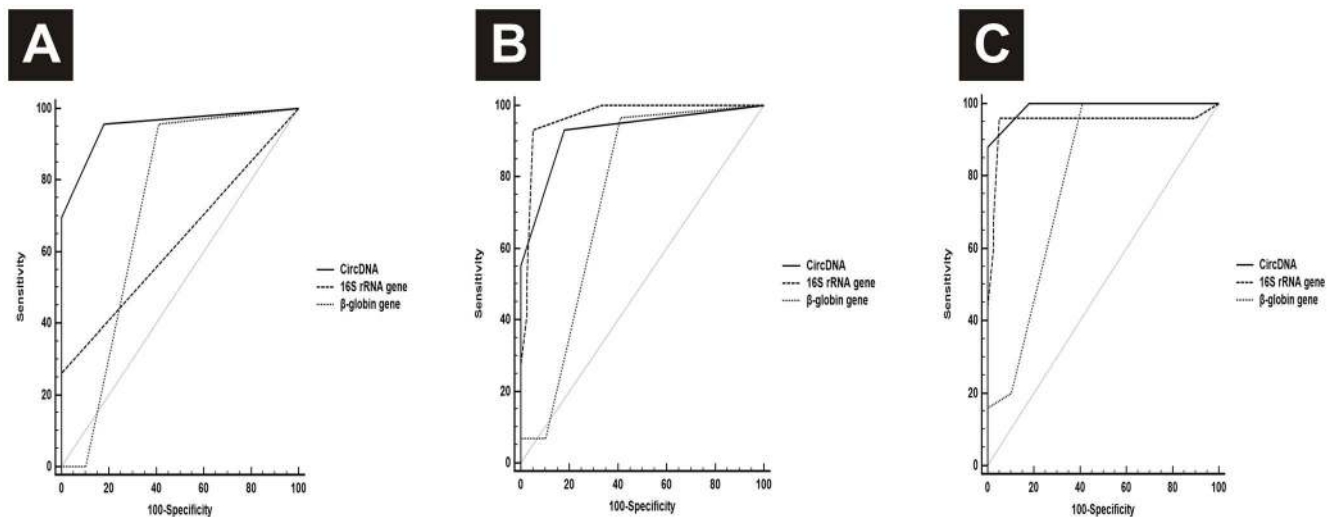 A
B
C
100
80
60
40
20
0
Sensitivity
0 20 40 60 80 100
100-Specificity
CircDNA
16S rRNA gene
β-globin gene
100
80
60
40
20
0
Sensitivity
0 20 40 60 80 100
100-Specificity
CircDNA
16S rRNA gene
β-globin gene
100
80
60
40
20
0
Sensitivity
0 20 40 60 80 100
100-Specificity
CircDNA
16S rRNA gene
β-globin gene